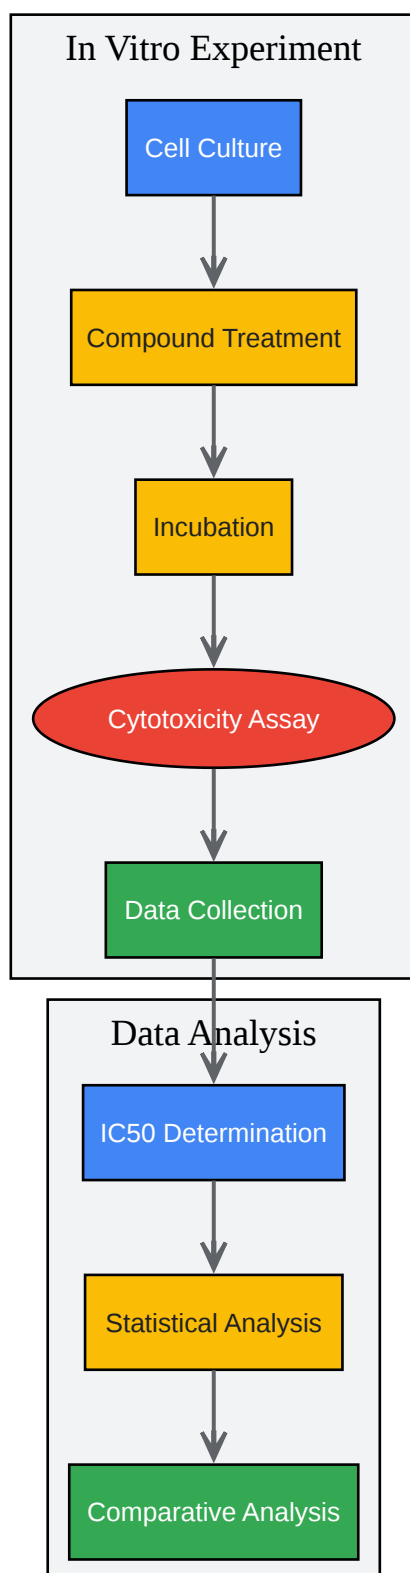 In Vitro Experiment
Cell Culture
Compound Treatment
Incubation
Cytotoxicity Assay
Data Collection
Data Analysis
IC50 Determination
Statistical Analysis
Comparative Analysis